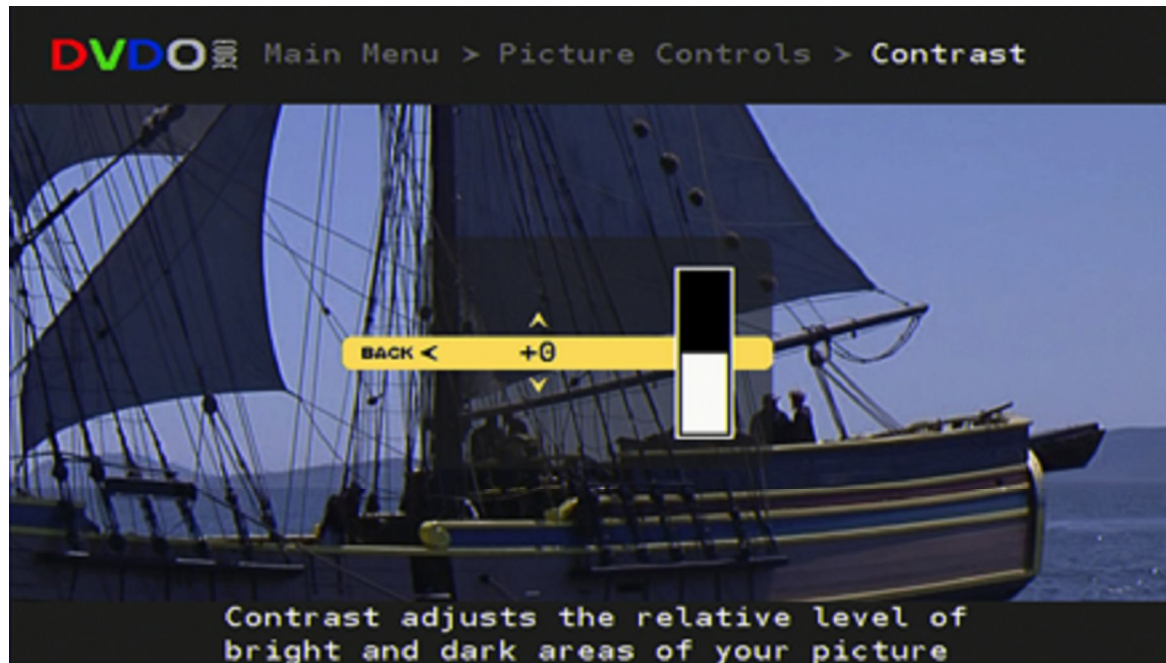 DVDO EDGE Main Menu > Picture Controls > Contrast
BACK <
+0
Contrast adjusts the relative level of
bright and dark areas of your picture